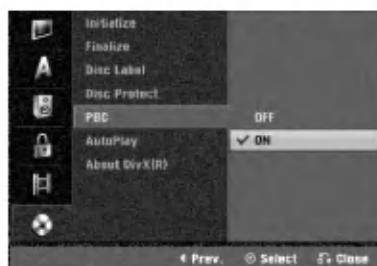 Initialize
Finalize
Disc Label
Disc Protect
PBC
OFF
AutoPlay
✓ ON
About DivX(R)
Prev.
Select
Close